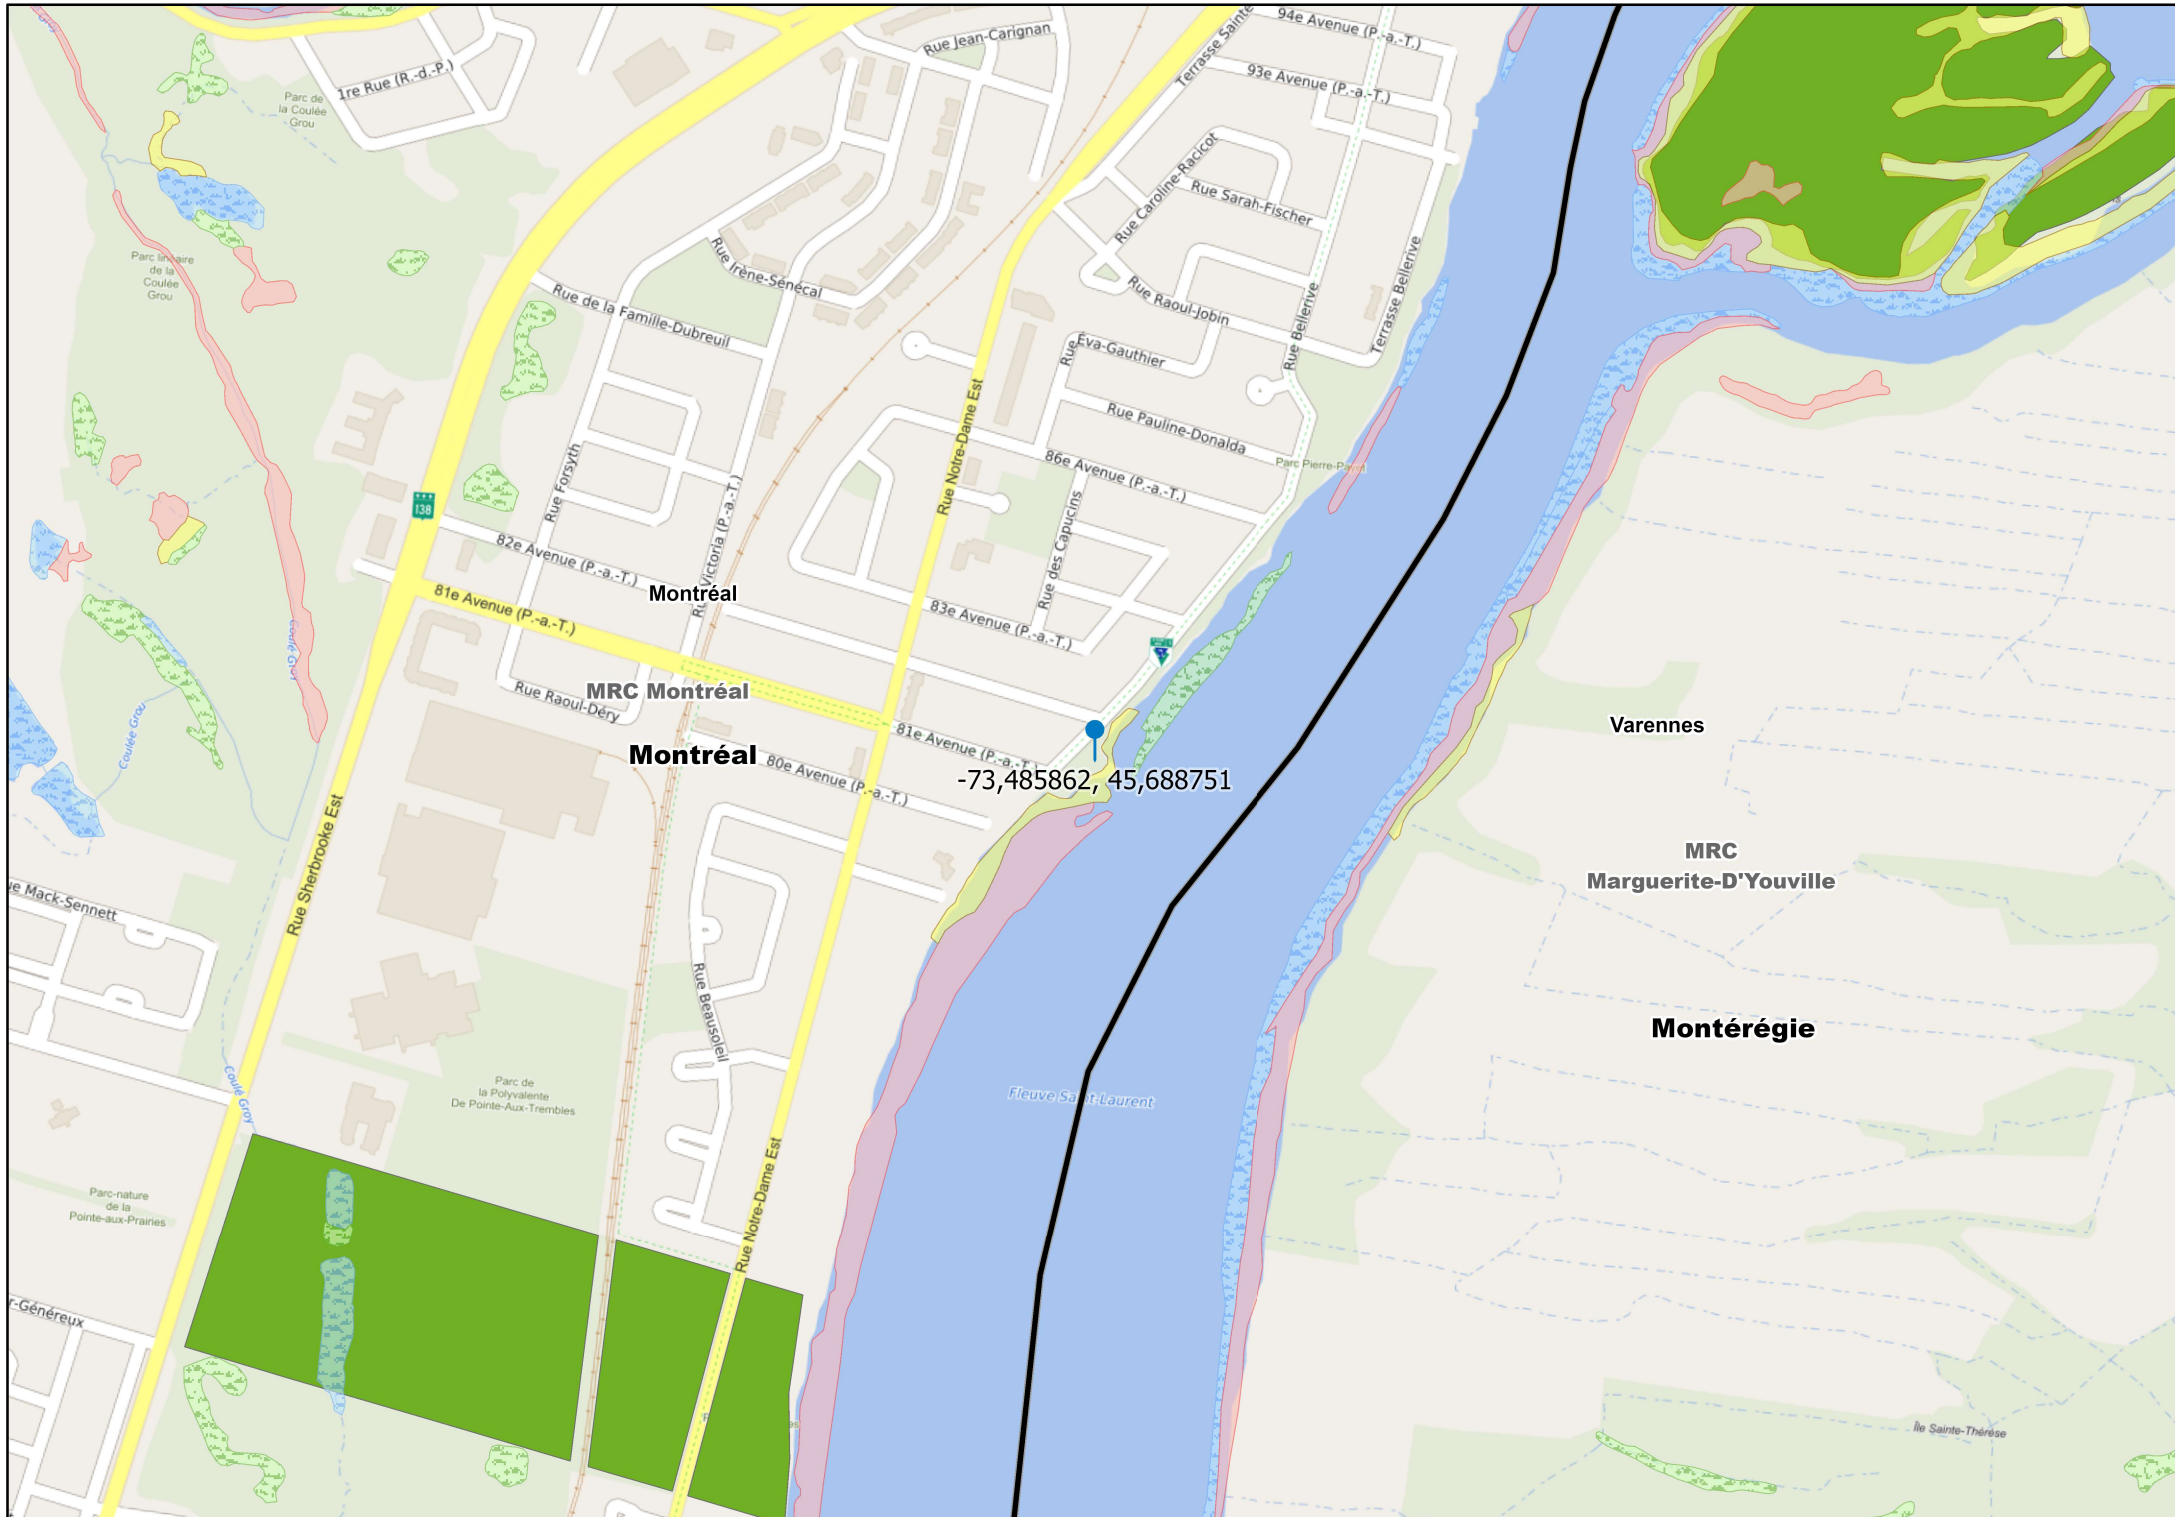 94e Avenue (P.-a.-T.)
Rue Jean-Carignan
Terrasse Sainte
1re Rue (R.-d.-P.)
93e Avenue (P.-a.-T.)
Parc de
la Coulée
Grou
Rue Caroline-Racicot
Rue Sarah-Fischer
Parc linéaire
de la
Coulée
Grou
Rue Irène-Sénécal
Rue de la Famille-Dubreuil
Rue Raoul-Jobin
Rue Bellerive
Terrasse Bellerive
Rue Éva-Gauthier
Rue Pauline-Donalda
Parc Pierre-Payet
Rue Notre-Dame Est
86e Avenue (P.-a.-T.)
Rue Forsyth
138
Rue Victoria (P.-a.-T.)
Rue des Capucins
82e Avenue (P.-a.-T.)
81e Avenue (P.-a.-T.)
Montréal
83e Avenue (P.-a.-T.)
Coulé Grou
Coulée Grou
Rue Raoul-Déry
MRC Montréal
Montréal
81e Avenue (P.-a.-T.)
80e Avenue (P.-a.-T.)
-73,485862, 45,688751
Varennes
MRC
Marguerite-D'Youville
Rue Sherbrooke Est
ue Mack-Sennett
Rue Beausoleil
Montérégie
Parc de
la Polyvalente
De Pointe-Aux-Trembles
Fleuve Saint-Laurent
Coulé Grou
Parc-nature
de la
Pointe-aux-Prairies
Rue Notre-Dame Est
r-Généreux
Île Sainte-Thérèse